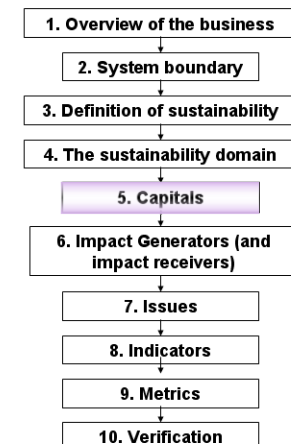 1. Overview of the business
2. System boundary
3. Definition of sustainability
4. The sustainability domain
5. Capitals
6. Impact Generators (and
impact receivers)
7. Issues
8. Indicators
9. Metrics
10. Verification